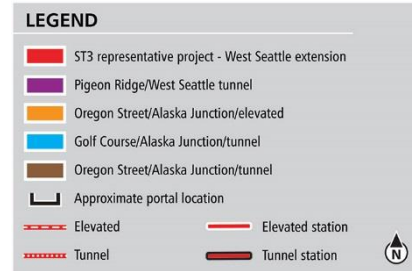 LEGEND
ST3 representative project - West Seattle extension
Pigeon Ridge/West Seattle tunnel
Oregon Street/Alaska Junction/elevated
Golf Course/Alaska Junction/tunnel
Oregon Street/Alaska Junction/tunnel
Approximate portal location
Elevated Elevated station
Tunnel Tunnel station
N